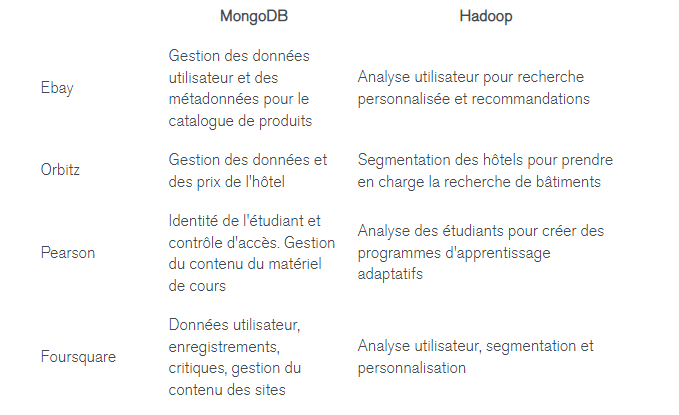 MongoDB Hadoop
Ebay
Gestion des données
utilisateur et des
métadonnées pour le
catalogue de produits
Analyse utilisateur pour recherche
personnalisée et recommandations
Orbitz
Gestion des données et
des prix de l'hôtel
Segmentation des hôtels pour prendre
en charge la recherche de bâtiments
Pearson
Identité de l'étudiant et
contrôle d'accès. Gestion
du contenu du matériel
de cours
Analyse des étudiants pour créer des
programmes d'apprentissage
adaptatifs
Foursquare
Données utilisateur,
enregistrements,
critiques, gestion du
contenu des sites
Analyse utilisateur, segmentation et
personnalisation